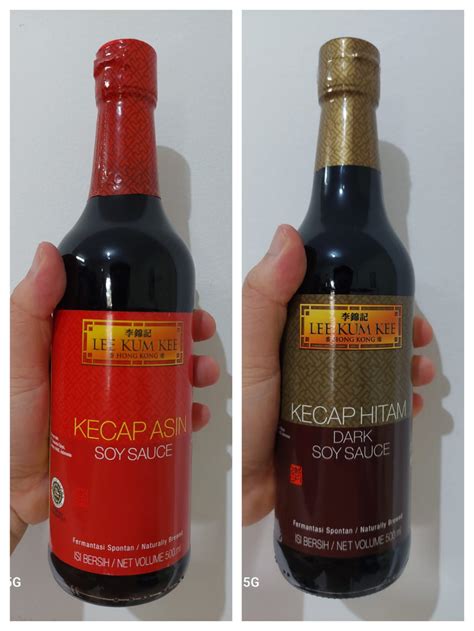 李錦記
LEE KUM KEE
HONG KONG
KECAP ASIN
SOY SAUCE
Fermentasi Spontan / Naturally Brewed
ISI BERSIH / NET VOLUME 500 ml
5G
李錦記
LEE KUM KEE
HONG KONG
KECAP HITAM
DARK
SOY SAUCE
Fermentasi Spontan / Naturally Brewed
ISI BERSIH / NET VOLUME 500 ml
5G